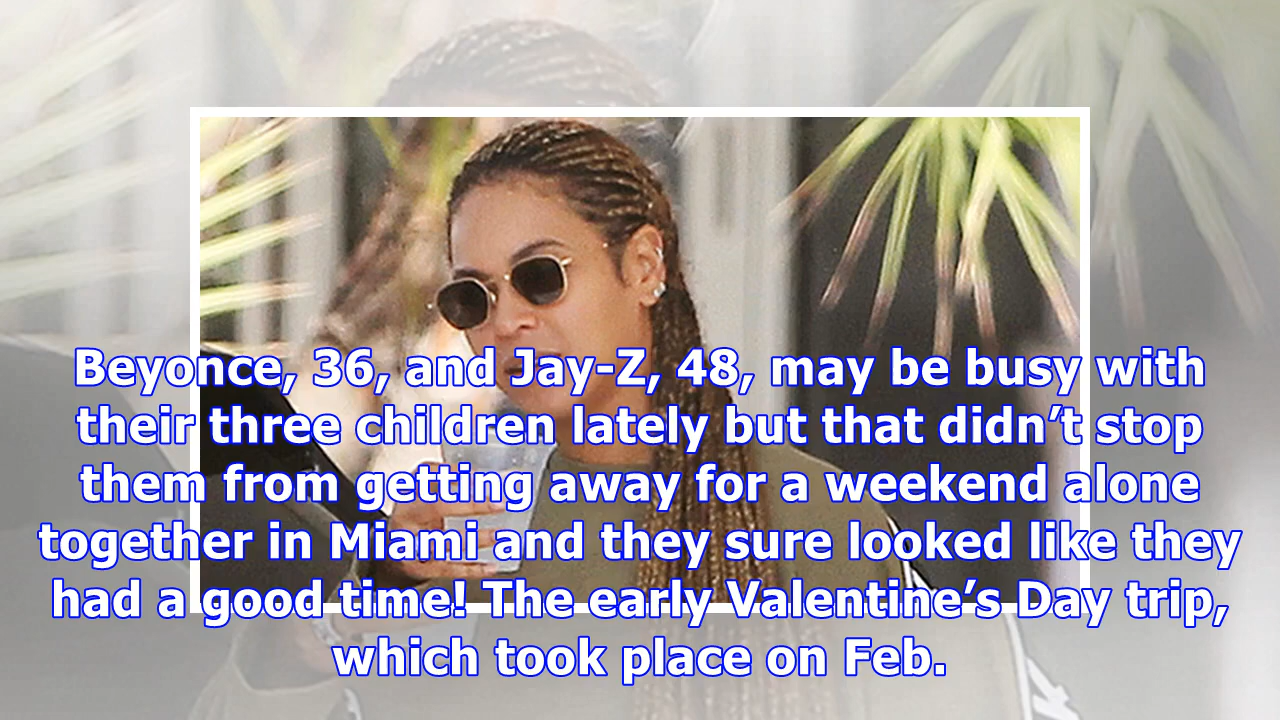 Beyonce, 36, and Jay-Z, 48, may be busy with
their three children lately but that didn’t stop
them from getting away for a weekend alone
together in Miami and they sure looked like they
had a good time! The early Valentine’s Day trip,
which took place on Feb.